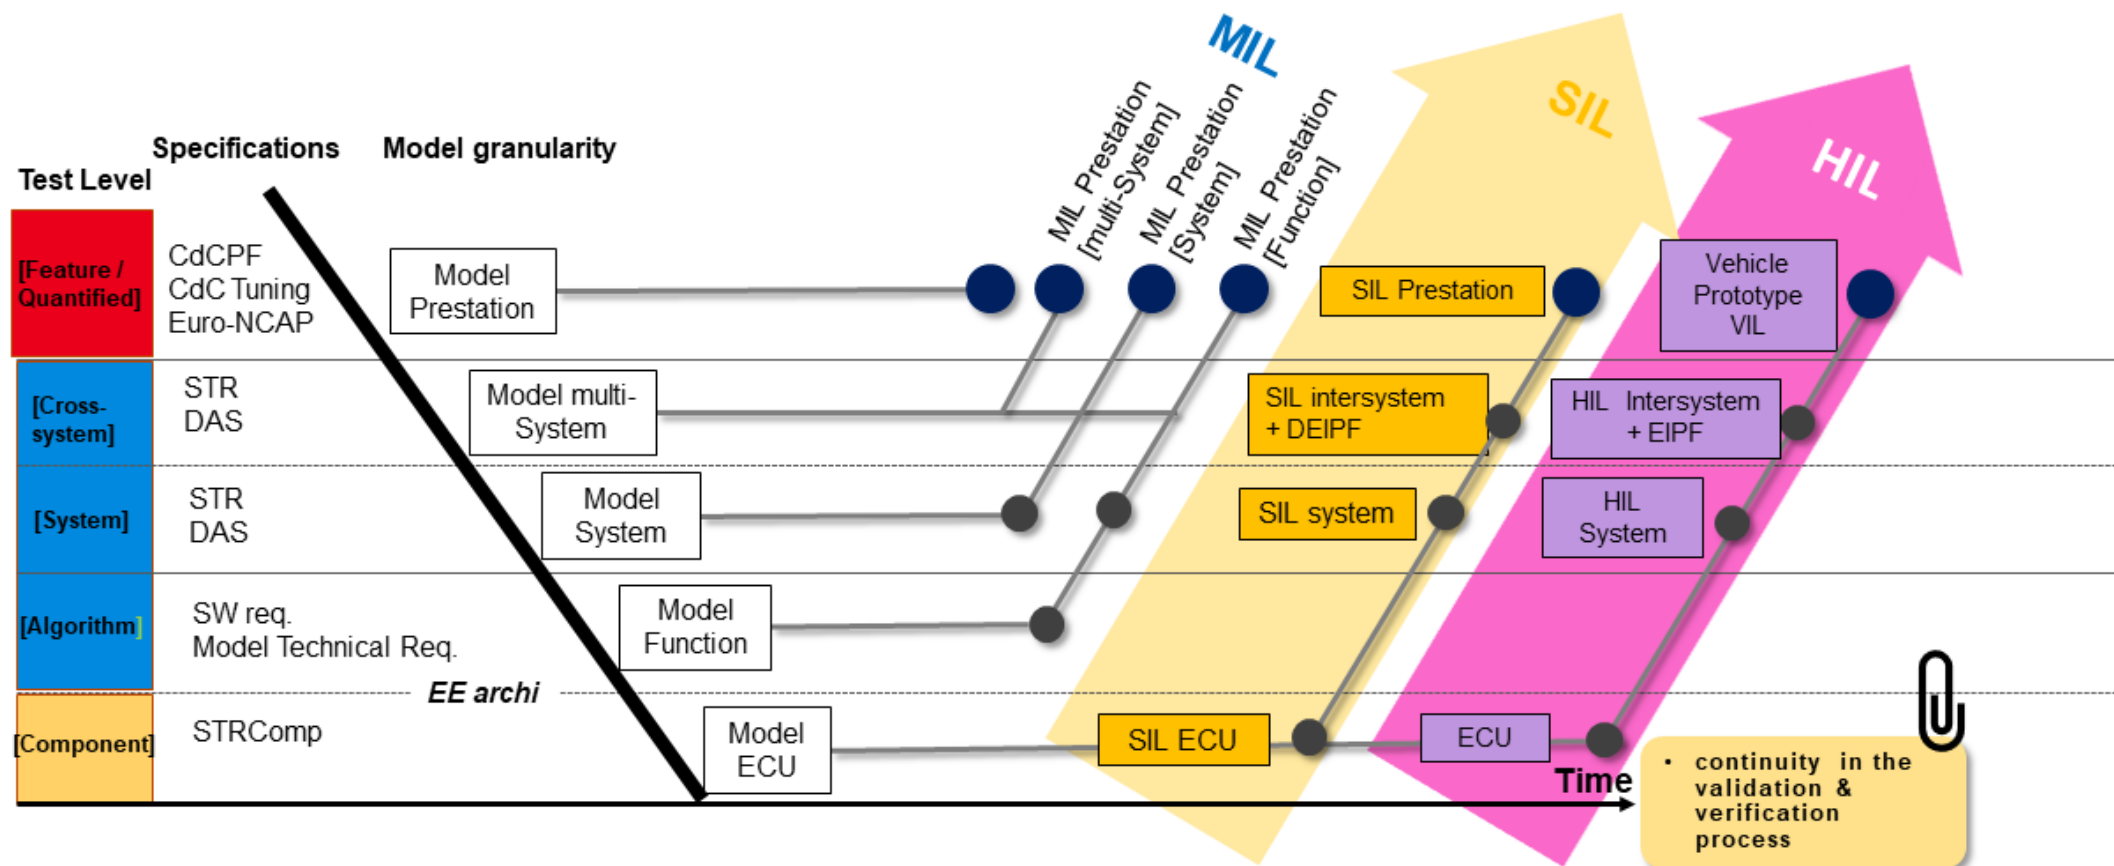 MIL
SIL
HIL
MIL Prestation
[multi-System]
MIL Prestation
[System]
MIL Prestation
[Function]
Specifications
Model granularity
Test Level
[Feature /
Quantified]
CdCPF
CdC Tuning
Euro-NCAP
Model
Prestation
SIL Prestation
Vehicle
Prototype
VIL
[Cross-
system]
STR
DAS
Model multi-
System
SIL intersystem
+ DEIPF
HIL Intersystem
+ EIPF
[System]
STR
DAS
Model
System
SIL system
HIL
System
[Algorithm]
SW req.
Model Technical Req.
Model
Function
EE archi
[Component]
STRComp
Model
ECU
SIL ECU
ECU
Time
• continuity in the
validation &
verification
process